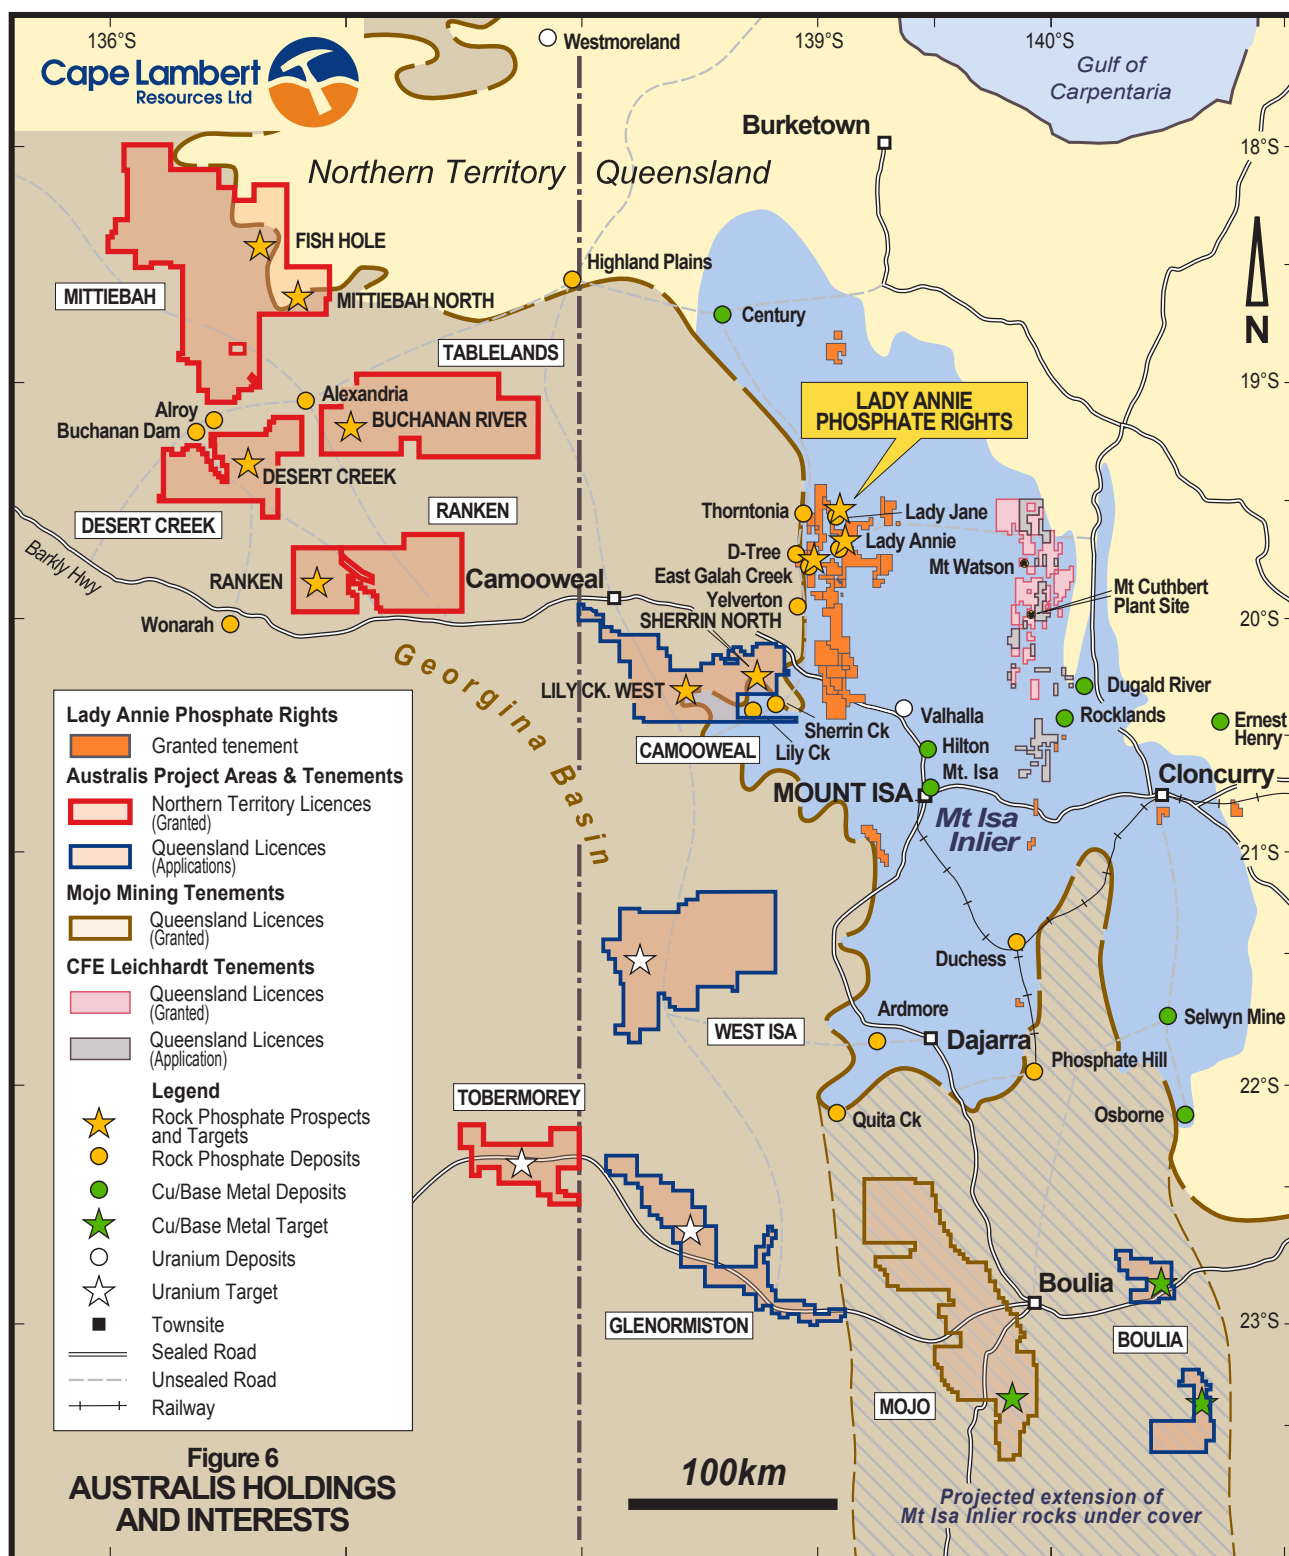 136°S
139°S
140°S
Westmoreland
Cape Lambert
Resources Ltd
Gulf of
Carpentaria
Burketown
18°S
Northern Territory
Queensland
FISH HOLE
Highland Plains
MITTIEBAH
MITTIEBAH NORTH
Century
N
TABLELANDS
19°S
Alexandria
LADY ANNIE
PHOSPHATE RIGHTS
Alroy
Buchanan Dam
BUCHANAN RIVER
DESERT CREEK
DESERT CREEK
RANKEN
Thorntonia
Lady Jane
D-Tree
Lady Annie
Barkly Hwy
RANKEN
Camooweal
East Galah Creek
Mt Watson
Mt Cuthbert
Plant Site
Yelverton
SHERRIN NORTH
20°S
Wonarah
Georgina Basin
LILY CK. WEST
Dugald River
Valhalla
Rocklands
Ernest
Henry
Sherrin Ck
CAMOOWEAL
Lily Ck
Hilton
Mt. Isa
Cloncurry
MOUNT ISA
Mt Isa
Inlier
21°S
Duchess
Ardmore
Selwyn Mine
WEST ISA
Dajarra
Phosphate Hill
22°S
TOBERMOREY
Quita Ck
Osborne
Boulia
GLENORMISTON
23°S
BOULIA
MOJO
Lady Annie Phosphate Rights
Granted tenement
Australis Project Areas & Tenements
Northern Territory Licences
(Granted)
Queensland Licences
(Applications)
Mojo Mining Tenements
Queensland Licences
(Granted)
CFE Leichhardt Tenements
Queensland Licences
(Granted)
Queensland Licences
(Application)
Legend
Rock Phosphate Prospects
and Targets
Rock Phosphate Deposits
Cu/Base Metal Deposits
Cu/Base Metal Target
Uranium Deposits
Uranium Target
Townsite
Sealed Road
Unsealed Road
Railway
Figure 6
AUSTRALIS HOLDINGS
AND INTERESTS
100km
Projected extension of
Mt Isa Inlier rocks under cover